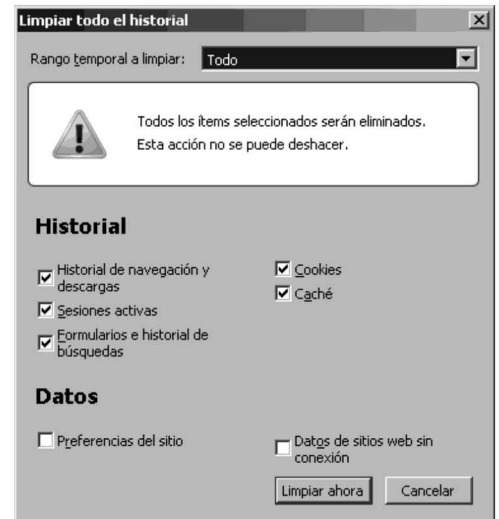 Limpiar todo el historial
Rango temporal a limpiar: Todo
Todos los ítems seleccionados serán eliminados.
Esta acción no se puede deshacer.
Historial
Historial de navegación y
descargas
Cookies
Sesiones activas
Caché
Formularios e historial de
búsquedas
Datos
Preferencias del sitio
Datos de sitios web sin
conexión
Limpiar ahora
Cancelar